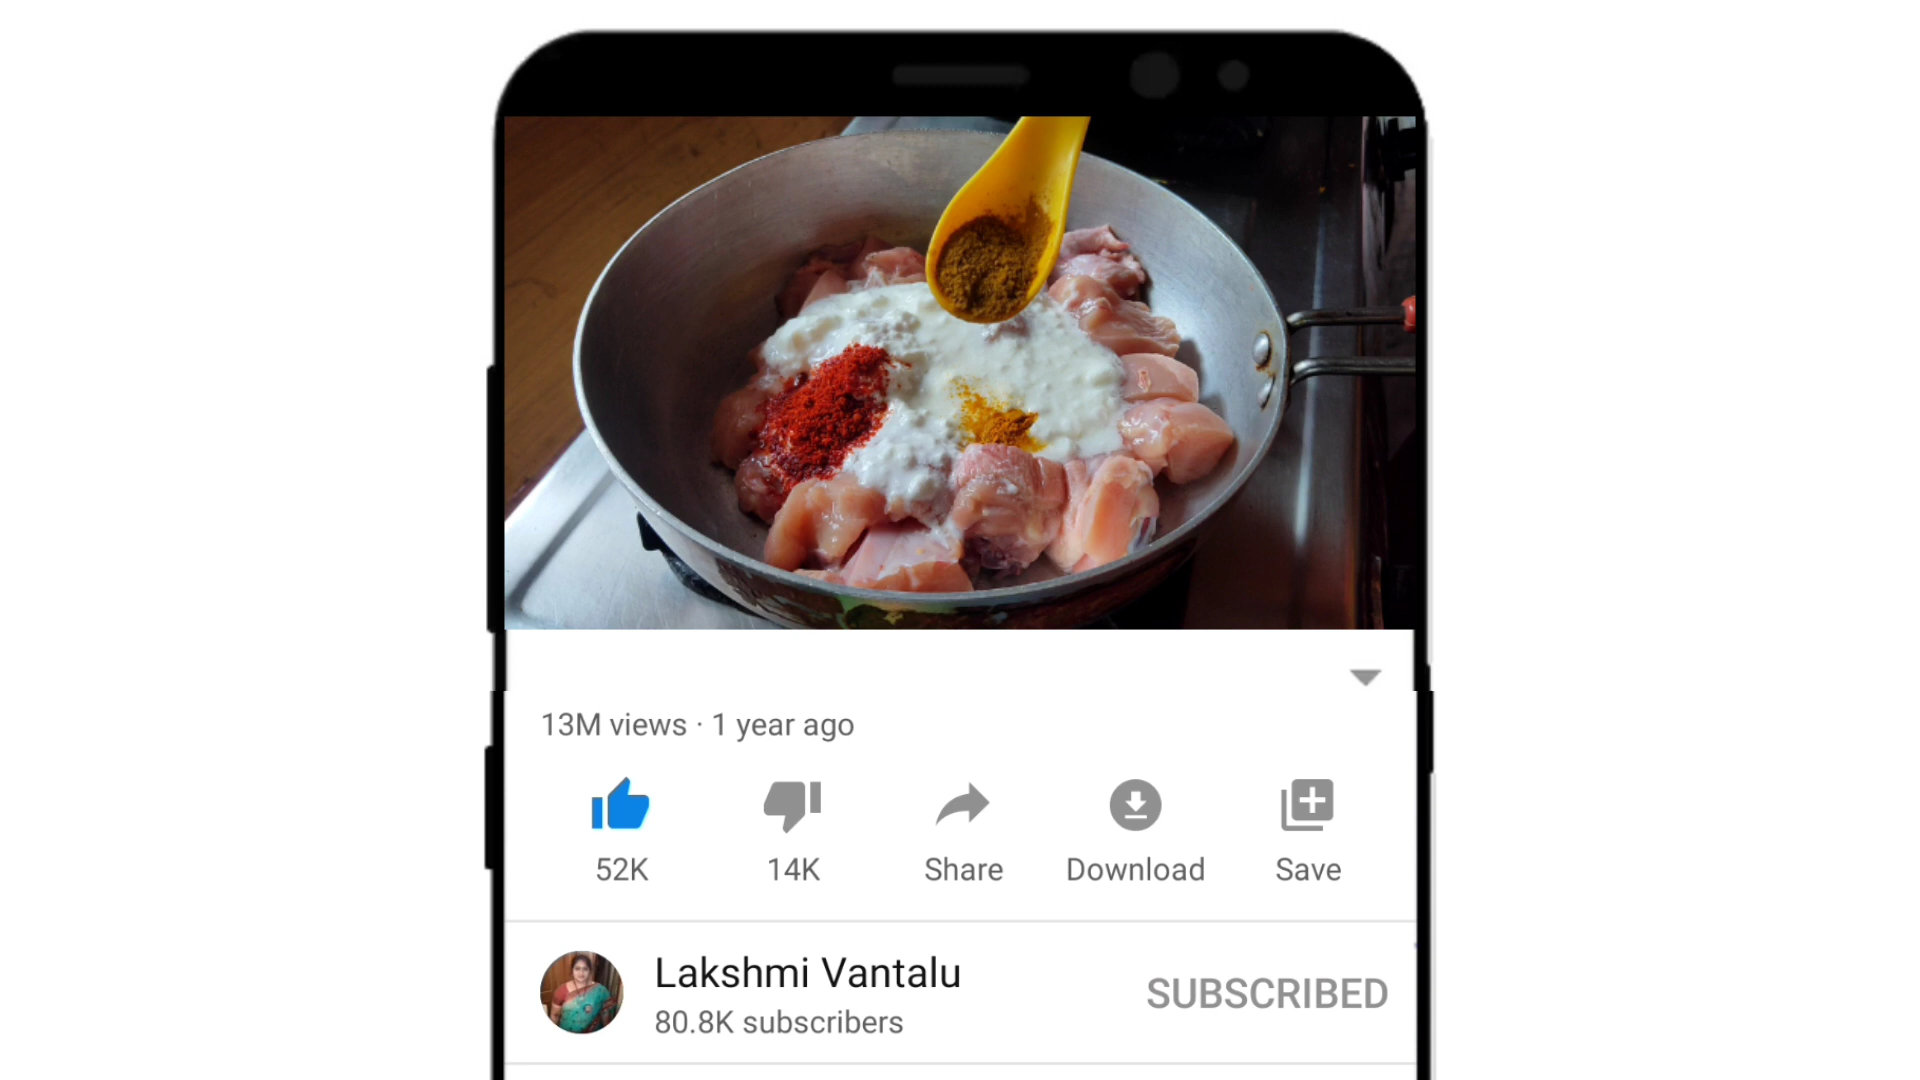 13M views · 1 year ago
52K 14K Share Download Save
Lakshmi Vantalu
SUBSCRIBED
80.8K subscribers